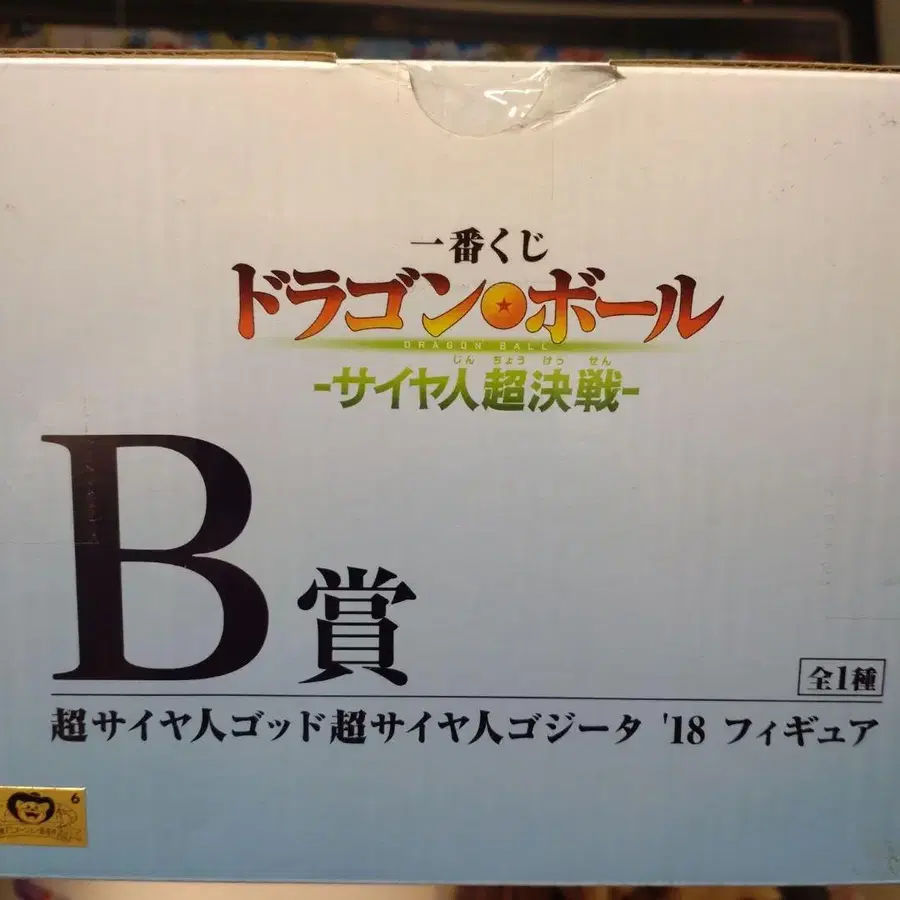 一番くじ
ドラゴンボール
DRAGON BALL
じん ちょう けっ せん
-サイヤ人超決戦-
B賞
全1種
超サイヤ人ゴッド超サイヤ人ゴジータ '18 フィギュア
6